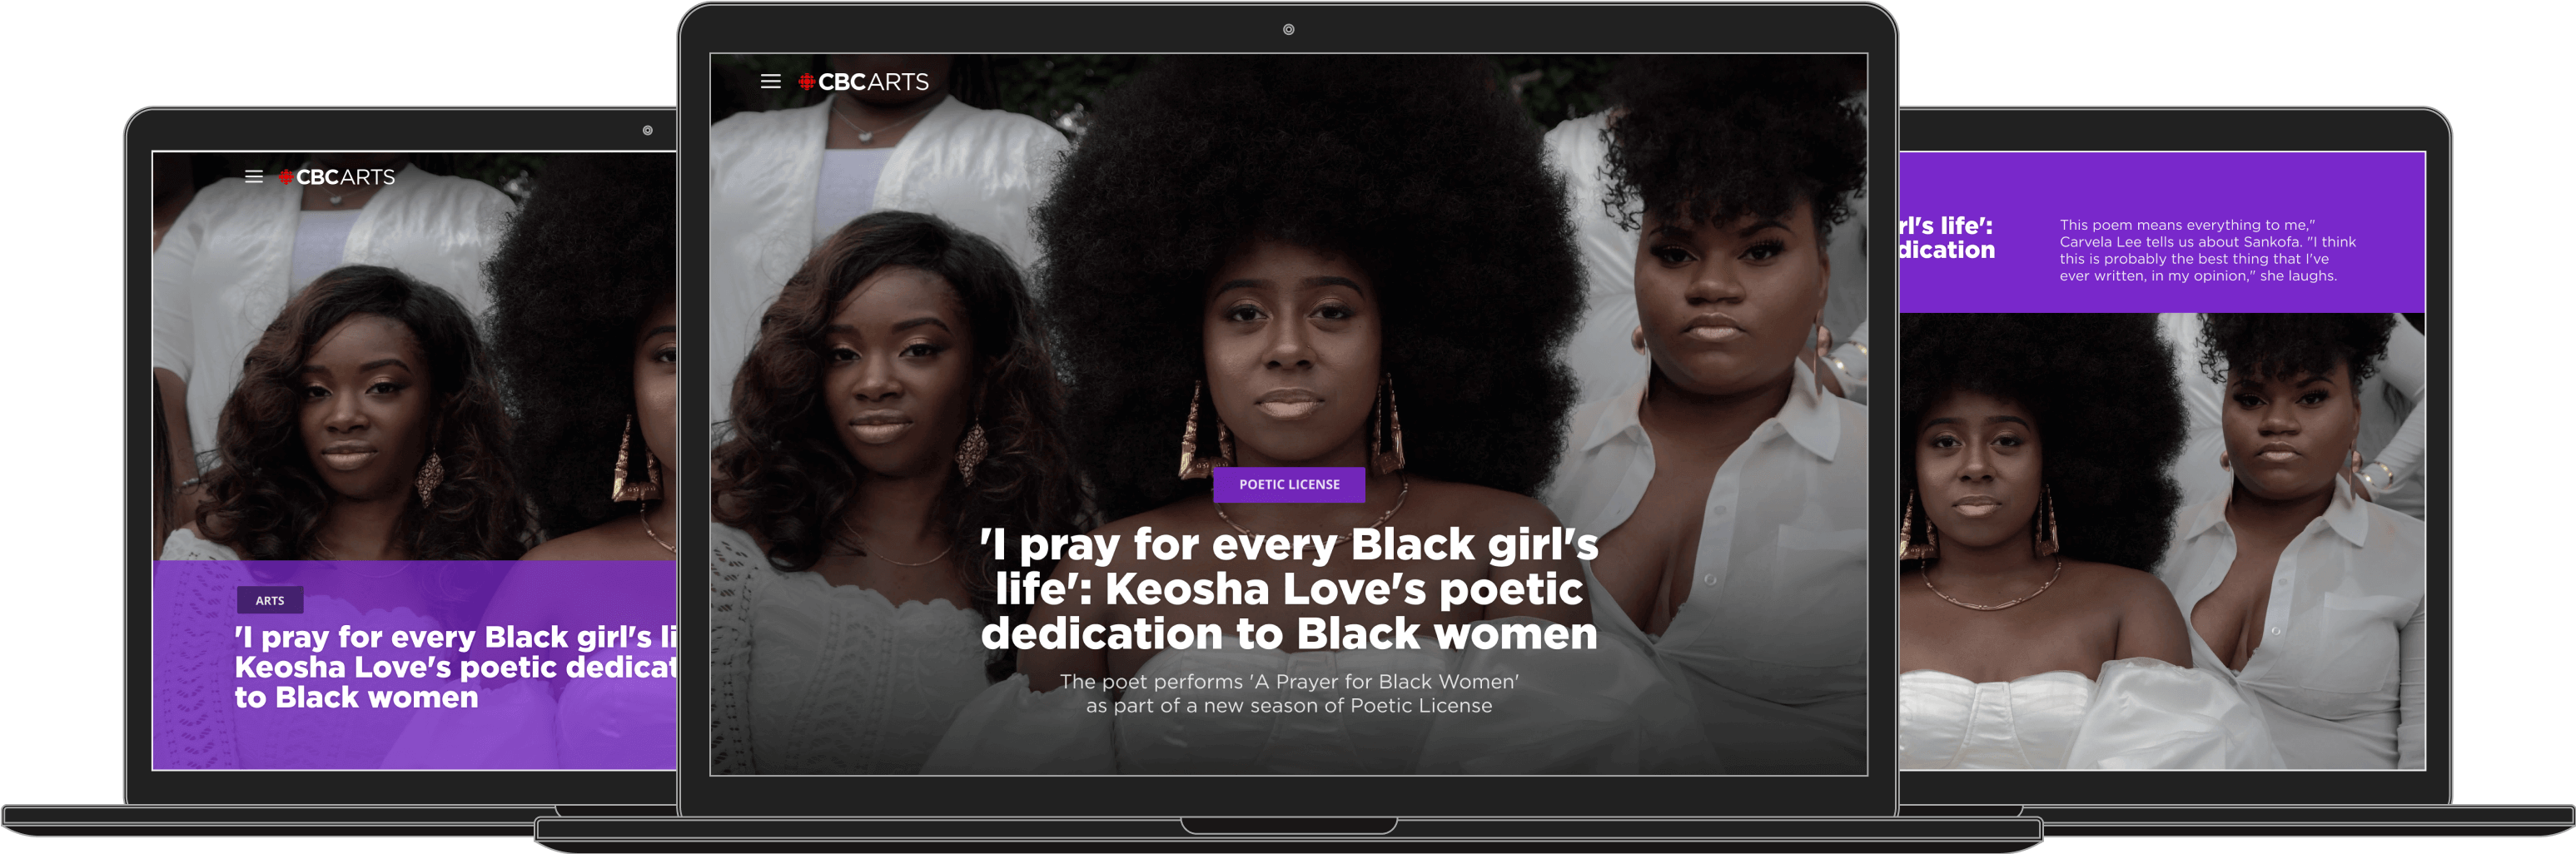 CBCARTS
ARTS
'I pray for every Black girl's li
Keosha Love's poetic dedicat
to Black women
CBCARTS
POETIC LICENSE
'I pray for every Black girl's
life': Keosha Love's poetic
dedication to Black women
The poet performs 'A Prayer for Black Women'
as part of a new season of Poetic License
rl's life':
dication
This poem means everything to me,"
Carvela Lee tells us about Sankofa. "I think
this is probably the best thing that I've
ever written, in my opinion," she laughs.